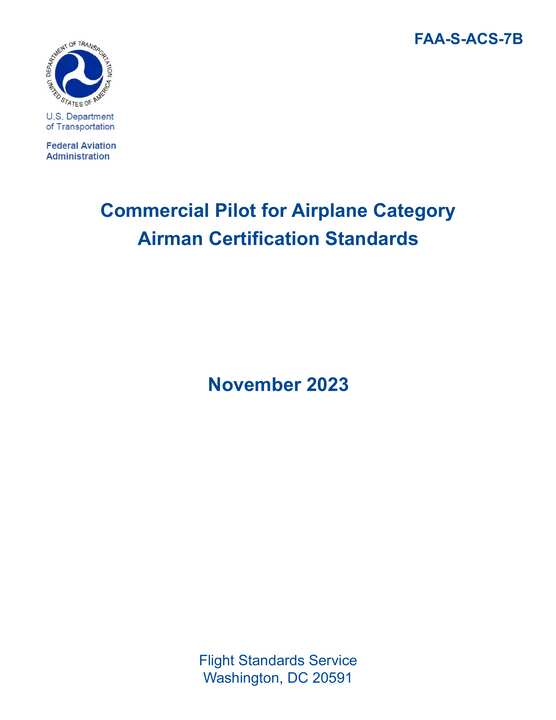 FAA-S-ACS-7B
DEPARTMENT OF TRANSPORTATION
UNITED STATES OF AMERICA
U.S. Department
of Transportation
Federal Aviation
Administration
Commercial Pilot for Airplane Category
Airman Certification Standards
November 2023
Flight Standards Service
Washington, DC 20591